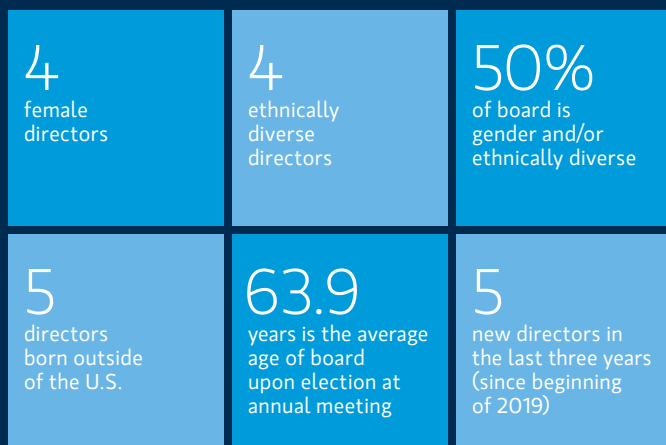 4
female
directors
4
ethnically
diverse
directors
50%
of board is
gender and/or
ethnically diverse
5
directors
born outside
of the U.S.
63.9
years is the average
age of board
upon election at
annual meeting
5
new directors in
the last three years
(since beginning
of 2019)